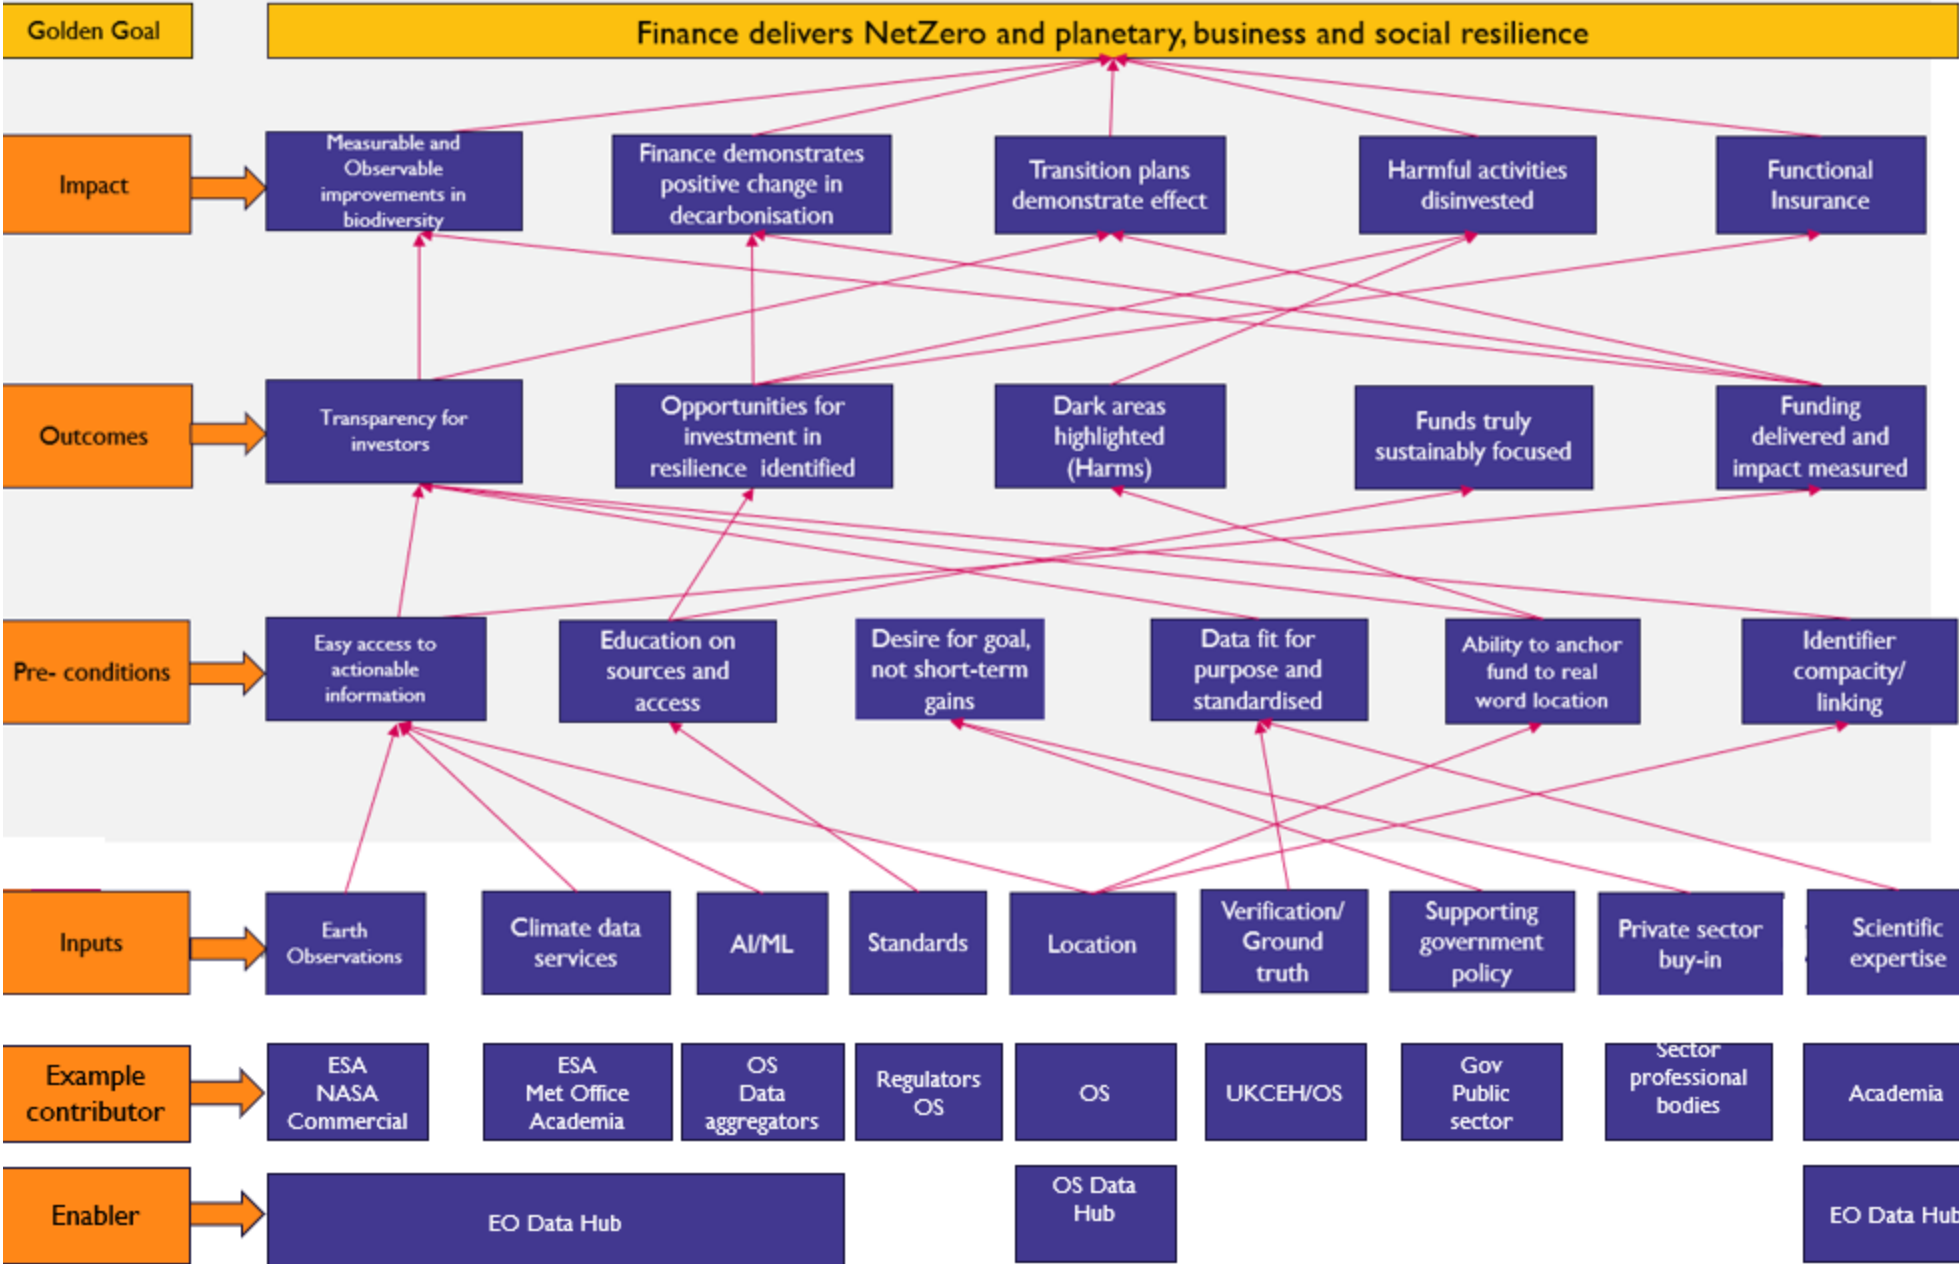 Golden Goal
Finance delivers NetZero and planetary, business and social resilience
Impact
Measurable and
Observable
improvements in
biodiversity
Finance demonstrates
positive change in
decarbonisation
Transition plans
demonstrate effect
Harmful activities
disinvested
Functional
Insurance
Outcomes
Transparency for
investors
Opportunities for
investment in
resilience identified
Dark areas
highlighted
(Harms)
Funds truly
sustainably focused
Funding
delivered and
impact measured
Pre- conditions
Easy access to
actionable
information
Education on
sources and
access
Desire for goal,
not short-term
gains
Data fit for
purpose and
standardised
Ability to anchor
fund to real
word location
Identifier
compacity/
linking
Inputs
Earth
Observations
Climate data
services
AI/ML
Standards
Location
Verification/
Ground
truth
Supporting
government
policy
Private sector
buy-in
Scientific
expertise
Example
contributor
ESA
NASA
Commercial
ESA
Met Office
Academia
OS
Data
aggregators
Regulators
OS
OS
UKCEH/OS
Gov
Public
sector
Sector
professional
bodies
Academia
Enabler
EO Data Hub
OS Data
Hub
EO Data Hub